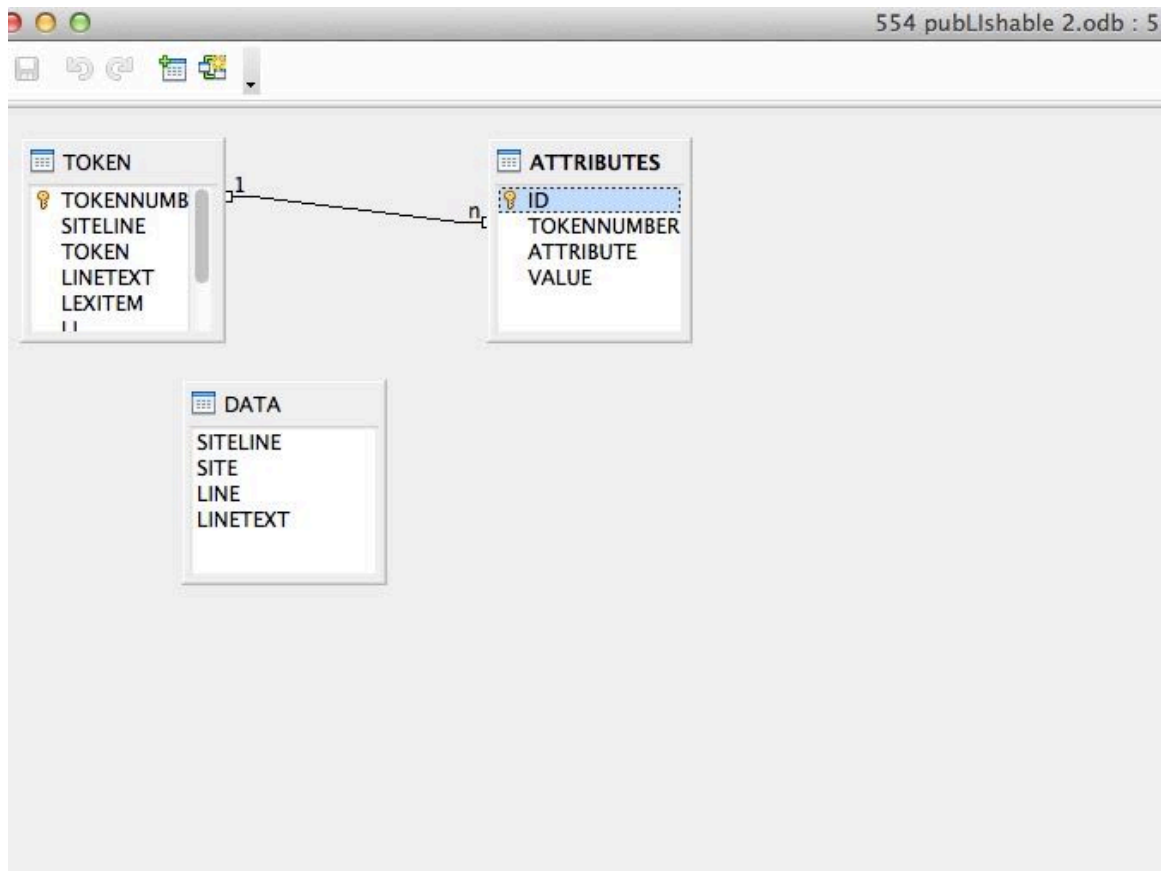 554 pubLIshable 2.odb : 5
TOKEN
TOKENNUMB
SITELINE
TOKEN
LINETEXT
LEXITEM
1
n
ATTRIBUTES
ID
TOKENNUMBER
ATTRIBUTE
VALUE
DATA
SITELINE
SITE
LINE
LINETEXT